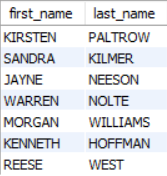 first_name last_name
KIRSTEN PALTROW
SANDRA KILMER
JAYNE NEESON
WARREN NOLTE
MORGAN WILLIAMS
KENNETH HOFFMAN
REESE WEST